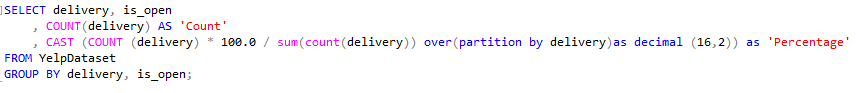 SELECT delivery, is_open
, COUNT(delivery) AS 'Count'
, CAST (COUNT (delivery) * 100.0 / sum(count(delivery)) over(partition by delivery)as decimal (16,2)) as 'Percentage'
FROM YelpDataset
GROUP BY delivery, is_open;